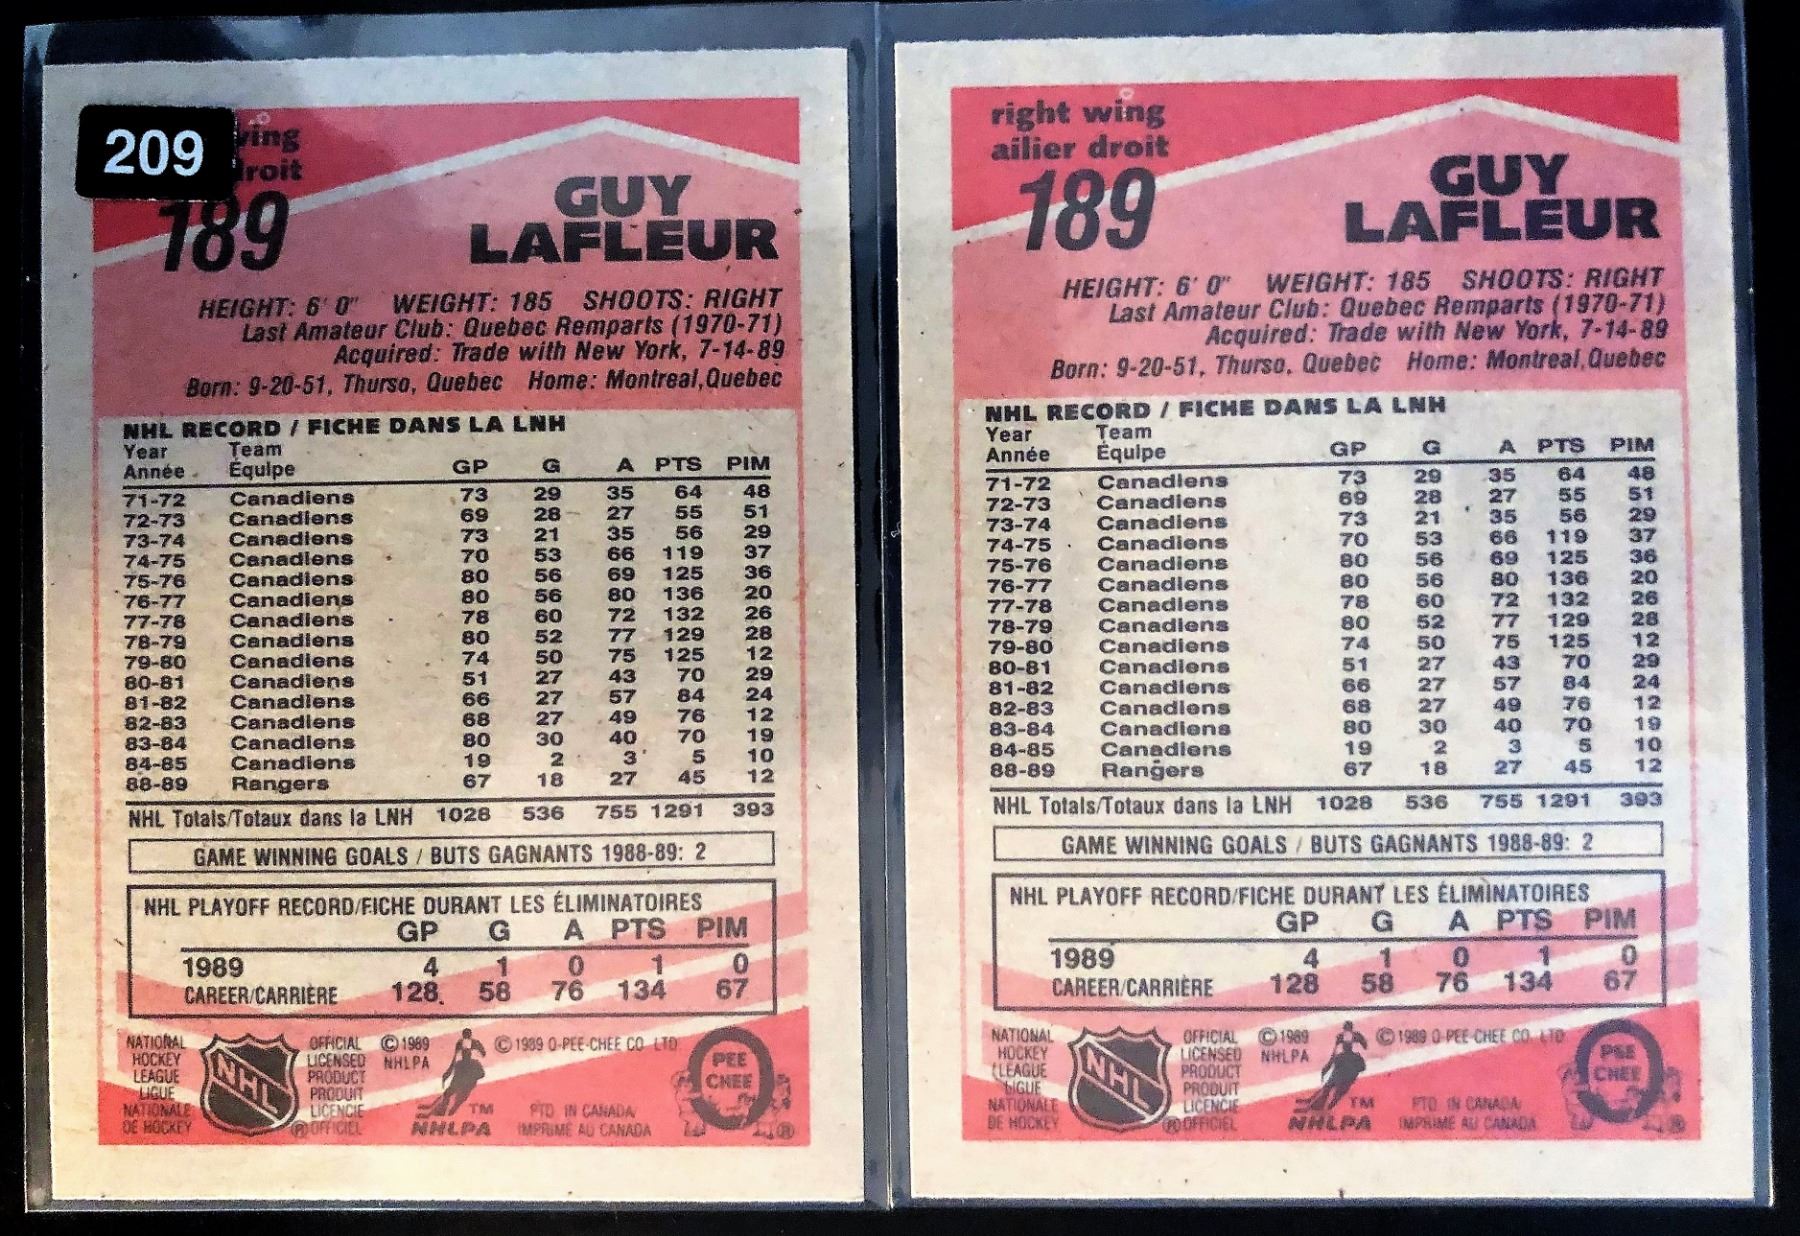 209
wing
droit
189
GUY
LAFLEUR
HEIGHT: 6' 0" WEIGHT: 185 SHOOTS: RIGHT
Last Amateur Club: Quebec Remparts (1970-71)
Acquired: Trade with New York, 7-14-89
Born: 9-20-51, Thurso, Quebec Home: Montreal, Quebec
NHL RECORD / FICHE DANS LA LNH
Year Team
Année Équipe GP G A PTS PIM
71-72 Canadiens 73 29 35 64 48
72-73 Canadiens 69 28 27 55 51
73-74 Canadiens 73 21 35 56 29
74-75 Canadiens 70 53 66 119 37
75-76 Canadiens 80 56 69 125 36
76-77 Canadiens 80 56 80 136 20
77-78 Canadiens 78 60 72 132 26
78-79 Canadiens 80 52 77 129 28
79-80 Canadiens 74 50 75 125 12
80-81 Canadiens 51 27 43 70 29
81-82 Canadiens 66 27 57 84 24
82-83 Canadiens 68 27 49 76 12
83-84 Canadiens 80 30 40 70 19
84-85 Canadiens 19 2 3 5 10
88-89 Rangers 67 18 27 45 12
NHL Totals/Totaux dans la LNH 1028 536 755 1291 393
GAME WINNING GOALS / BUTS GAGNANTS 1988-89: 2
NHL PLAYOFF RECORD/FICHE DURANT LES ÉLIMINATOIRES
GP G A PTS PIM
1989 4 1 0 1 0
CAREER/CARRIÈRE 128 58 76 134 67
NATIONAL
HOCKEY
LEAGUE
LIGUE
NATIONALE
DE HOCKEY
NHL
OFFICIAL
LICENSED
PRODUCT
PRODUIT
LICENCIE
® OFFICIEL
© 1989
NHLPA
TM
NHLPA
© 1989 O-PEE-CHEE CO. LTD.
PTD. IN CANADA
IMPRIMÉ AU CANADA
PEE
CHEE
®
right wing
ailier droit
189
GUY
LAFLEUR
HEIGHT: 6' 0" WEIGHT: 185 SHOOTS: RIGHT
Last Amateur Club: Quebec Remparts (1970-71)
Acquired: Trade with New York, 7-14-89
Born: 9-20-51, Thurso, Quebec Home: Montreal, Quebec
NHL RECORD / FICHE DANS LA LNH
Year Team
Année Équipe GP G A PTS PIM
71-72 Canadiens 73 29 35 64 48
72-73 Canadiens 69 28 27 55 51
73-74 Canadiens 73 21 35 56 29
74-75 Canadiens 70 53 66 119 37
75-76 Canadiens 80 56 69 125 36
76-77 Canadiens 80 56 80 136 20
77-78 Canadiens 78 60 72 132 26
78-79 Canadiens 80 52 77 129 28
79-80 Canadiens 74 50 75 125 12
80-81 Canadiens 51 27 43 70 29
81-82 Canadiens 66 27 57 84 24
82-83 Canadiens 68 27 49 76 12
83-84 Canadiens 80 30 40 70 19
84-85 Canadiens 19 2 3 5 10
88-89 Rangers 67 18 27 45 12
NHL Totals/Totaux dans la LNH 1028 536 755 1291 393
GAME WINNING GOALS / BUTS GAGNANTS 1988-89: 2
NHL PLAYOFF RECORD/FICHE DURANT LES ÉLIMINATOIRES
GP G A PTS PIM
1989 4 1 0 1 0
CAREER/CARRIÈRE 128 58 76 134 67
NATIONAL
HOCKEY
LEAGUE
LIGUE
NATIONALE
DE HOCKEY
NHL
OFFICIAL
LICENSED
PRODUCT
PRODUIT
LICENCIE
® OFFICIEL
© 1989
NHLPA
TM
NHLPA
© 1989 O-PEE-CHEE CO. LTD.
PTD. IN CANADA
IMPRIMÉ AU CANADA
PEE
CHEE
®